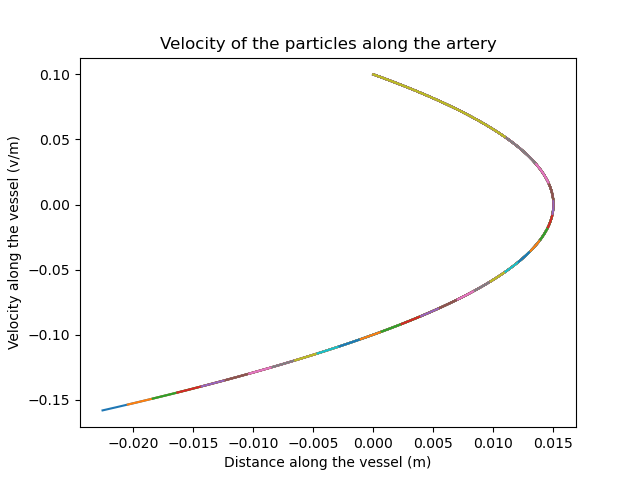 Velocity of the particles along the artery
Velocity along the vessel (v/m)
0.10
0.05
0.00
−0.05
−0.10
−0.15
−0.020 −0.015 −0.010 −0.005 0.000 0.005 0.010 0.015
Distance along the vessel (m)